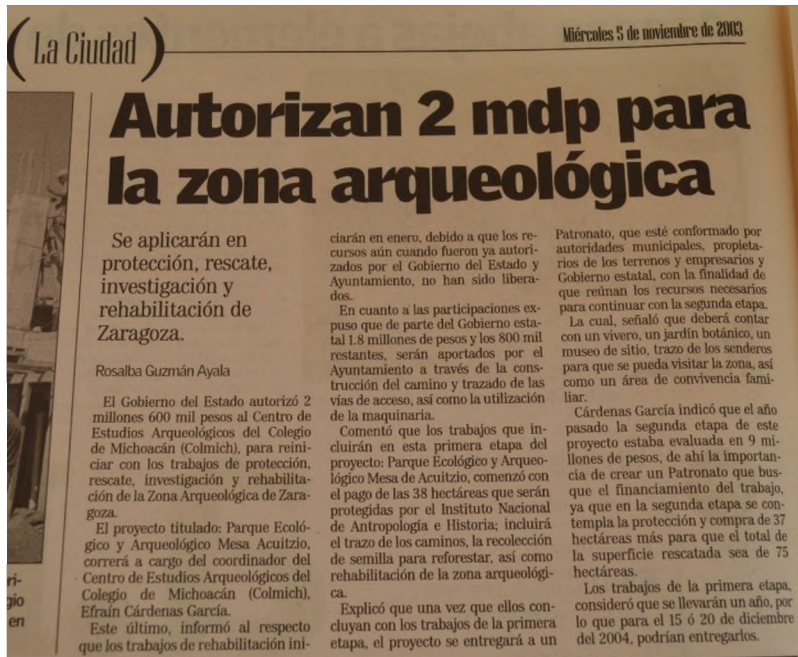 ( La Ciudad )
Miércoles 5 de noviembre de 2003
Autorizan 2 mdp para
la zona arqueológica
Se aplicarán en
protección, rescate,
investigación y
rehabilitación de
Zaragoza.
Rosalba Guzmán Ayala
El Gobierno del Estado autorizó 2
millones 600 mil pesos al Centro de
Estudios Arqueológicos del Colegio
de Michoacán (Colmich), para reini-
ciar con los trabajos de protección,
rescate, investigación y rehabilita-
ción de la Zona Arqueológica de Zara-
goza.
El proyecto titulado: Parque Ecoló-
gico y Arqueológico Mesa Acuitzio,
correrá a cargo del coordinador del
Centro de Estudios Arqueológicos del
Colegio de Michoacán (Colmich),
Efraín Cárdenas García.
Este último, informó al respecto
que los trabajos de rehabilitación ini-
ciarán en enero, debido a que los re-
cursos aún cuando fueron ya autori-
zados por el Gobierno del Estado y
Ayuntamiento, no han sido libera-
dos.
En cuanto a las participaciones ex-
puso que de parte del Gobierno esta-
tal 1.8 millones de pesos y los 800 mil
restantes, serán aportados por el
Ayuntamiento a través de la cons-
trucción del camino y trazado de las
vías de acceso, así como la utilización
de la maquinaria.
Comentó que los trabajos que in-
cluirán en esta primera etapa del
proyecto: Parque Ecológico y Arqueo-
lógico Mesa de Acuitzio, comenzó con
el pago de las 38 hectáreas que serán
protegidas por el Instituto Nacional
de Antropología e Historia; incluirá
el trazo de los caminos, la recolección
de semilla para reforestar, así como
rehabilitación de la zona arqueológi-
ca.
Explicó que una vez que ellos con-
cluyan con los trabajos de la primera
etapa, el proyecto se entregará a un
Patronato, que esté conformado por
autoridades municipales, propieta-
rios de los terrenos y empresarios y
Gobierno estatal, con la finalidad de
que reúnan los recursos necesarios
para continuar con la segunda etapa.
La cual, señaló que deberá contar
con un vivero, un jardín botánico, un
museo de sitio, trazo de los senderos
para que se pueda visitar la zona, así
como un área de convivencia fami-
liar.
Cárdenas García indicó que el año
pasado la segunda etapa de este
proyecto estaba evaluada en 9 mi-
llones de pesos, de ahí la importan-
cia de crear un Patronato que bus-
que el financiamiento del trabajo,
ya que en la segunda etapa se con-
templa la protección y compra de 37
hectáreas más para que el total de
la superficie rescatada sea de 75
hectáreas.
Los trabajos de la primera etapa,
consideró que se llevarán un año, por
lo que para el 15 ó 20 de diciembre
del 2004, podrían entregarlos.
ri-
gio
en